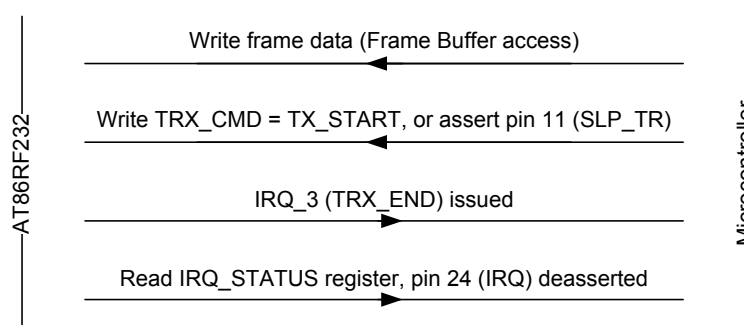 Write frame data (Frame Buffer access)
Write TRX_CMD = TX_START, or assert pin 11 (SLP_TR)
IRQ_3 (TRX_END) issued
Read IRQ_STATUS register, pin 24 (IRQ) deasserted
AT86RF232
Microcontroller